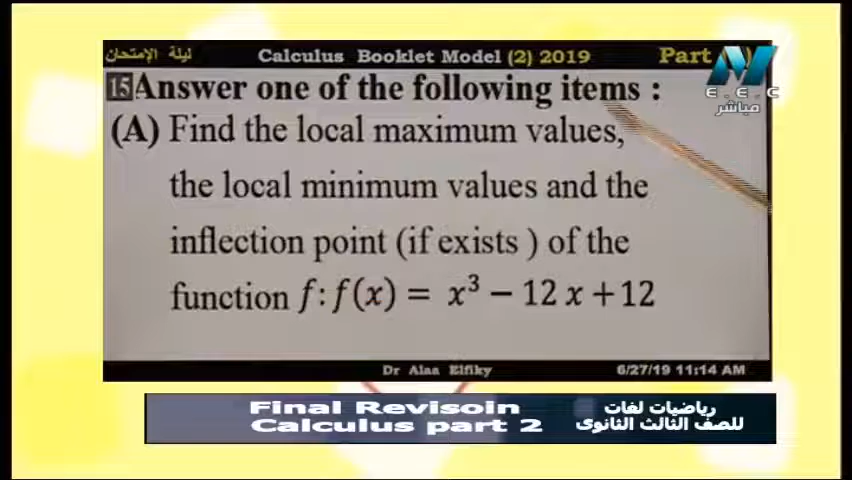 ليلة الإمتحان Calculus Booklet Model (2) 2019 Part
15 Answer one of the following items :
(A) Find the local maximum values,
the local minimum values and the
inflection point (if exists ) of the
function f : f(x) = x³ − 12 x + 12
Dr Alaa Elfiky 6/27/19 11:14 AM
E . E . C
مباشر
Final Revisoin
Calculus part 2
رياضيات لغات
للصف الثالث الثانوى